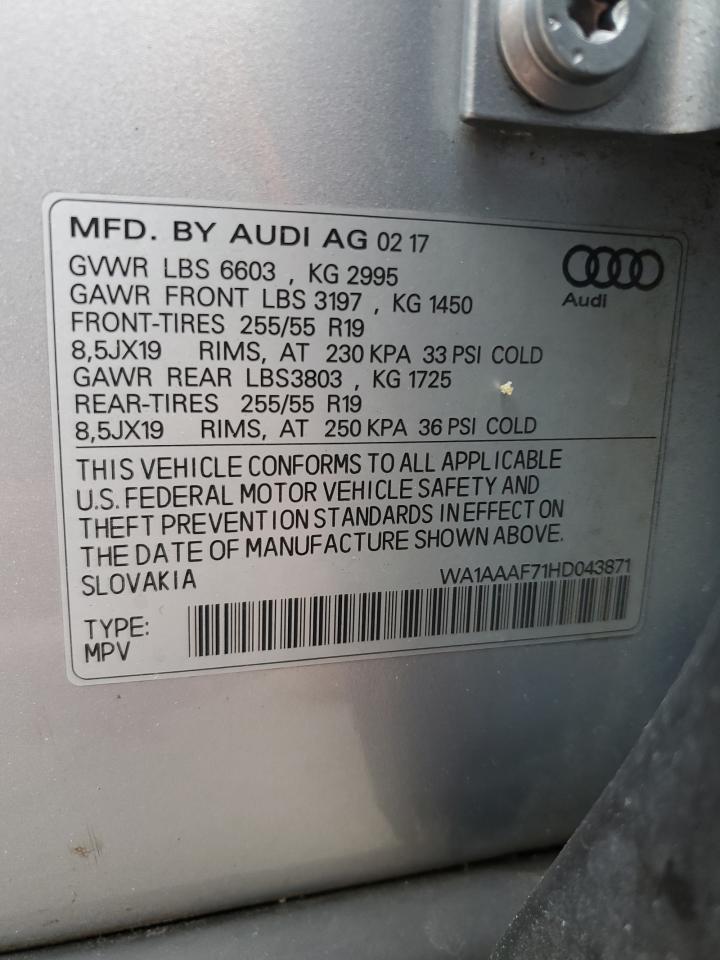 MFD. BY AUDI AG 02 17
GVWR LBS 6603 , KG 2995
GAWR FRONT LBS 3197 , KG 1450
FRONT-TIRES 255/55 R19
8,5JX19 RIMS, AT 230 KPA 33 PSI COLD
GAWR REAR LBS3803 , KG 1725
REAR-TIRES 255/55 R19
8,5JX19 RIMS, AT 250 KPA 36 PSI COLD
Audi
THIS VEHICLE CONFORMS TO ALL APPLICABLE
U.S. FEDERAL MOTOR VEHICLE SAFETY AND
THEFT PREVENTION STANDARDS IN EFFECT ON
THE DATE OF MANUFACTURE SHOWN ABOVE.
SLOVAKIA WA1AAAF71HD043871
TYPE:
MPV